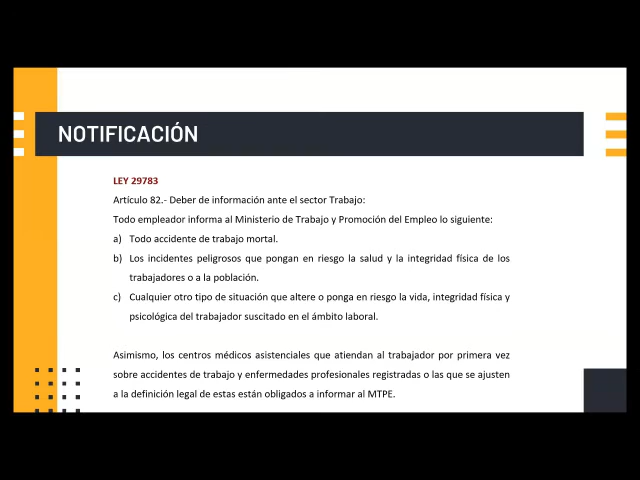 NOTIFICACIÓN
LEY 29783
Artículo 82.- Deber de información ante el sector Trabajo:
Todo empleador informa al Ministerio de Trabajo y Promoción del Empleo lo siguiente:
a) Todo accidente de trabajo mortal.
b) Los incidentes peligrosos que pongan en riesgo la salud y la integridad física de los
trabajadores o a la población.
c) Cualquier otro tipo de situación que altere o ponga en riesgo la vida, integridad física y
psicológica del trabajador suscitado en el ámbito laboral.
Asimismo, los centros médicos asistenciales que atiendan al trabajador por primera vez
sobre accidentes de trabajo y enfermedades profesionales registradas o las que se ajusten
a la definición legal de estas están obligados a informar al MTPE.